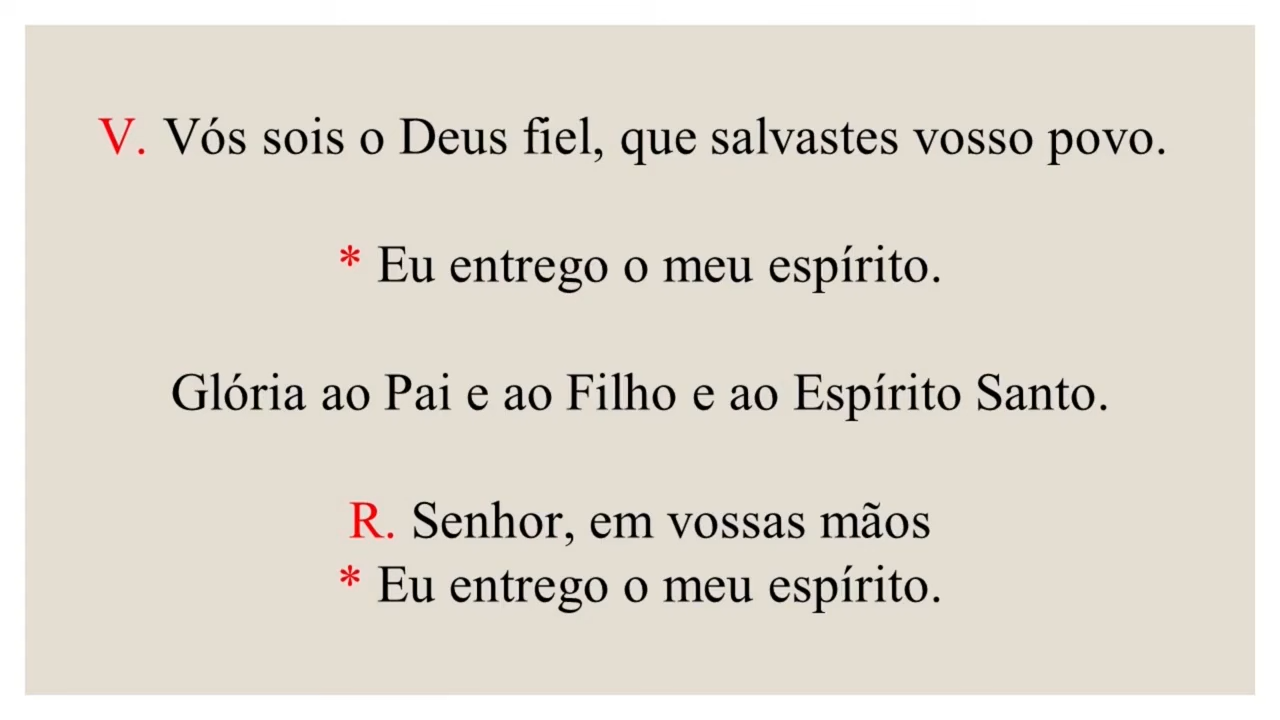 V. Vós sois o Deus fiel, que salvastes vosso povo.
* Eu entrego o meu espírito.
Glória ao Pai e ao Filho e ao Espírito Santo.
R. Senhor, em vossas mãos
* Eu entrego o meu espírito.